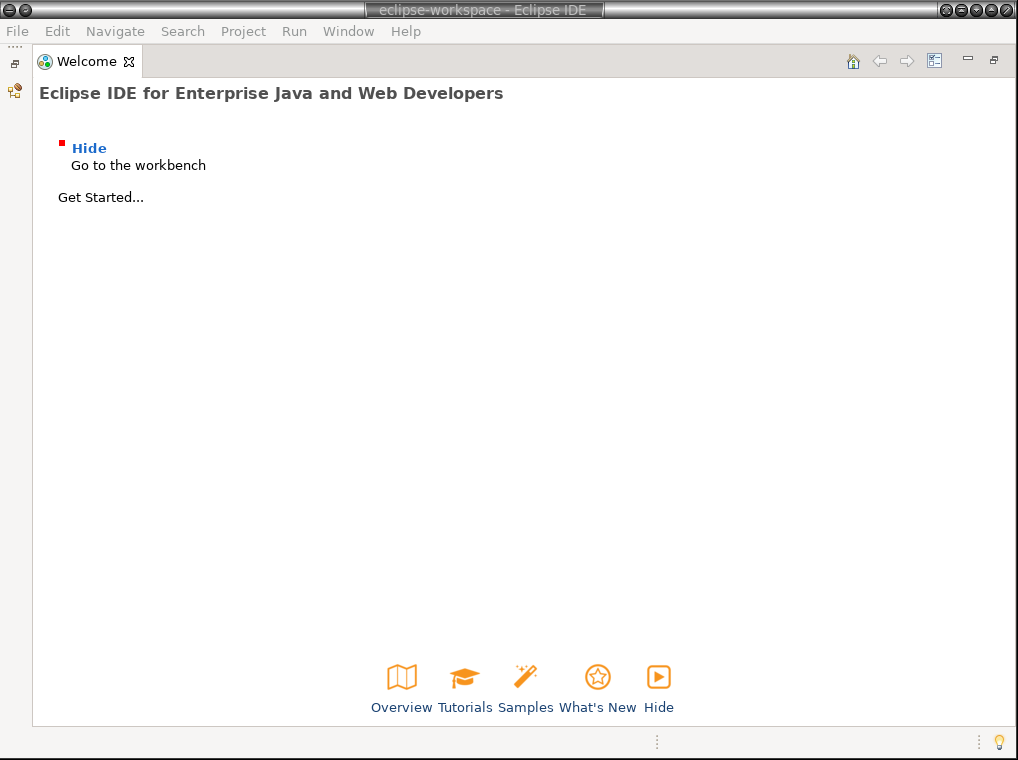 eclipse-workspace - Eclipse IDE
File Edit Navigate Search Project Run Window Help
Welcome
Eclipse IDE for Enterprise Java and Web Developers
Hide
Go to the workbench
Get Started...
Overview Tutorials Samples What's New Hide